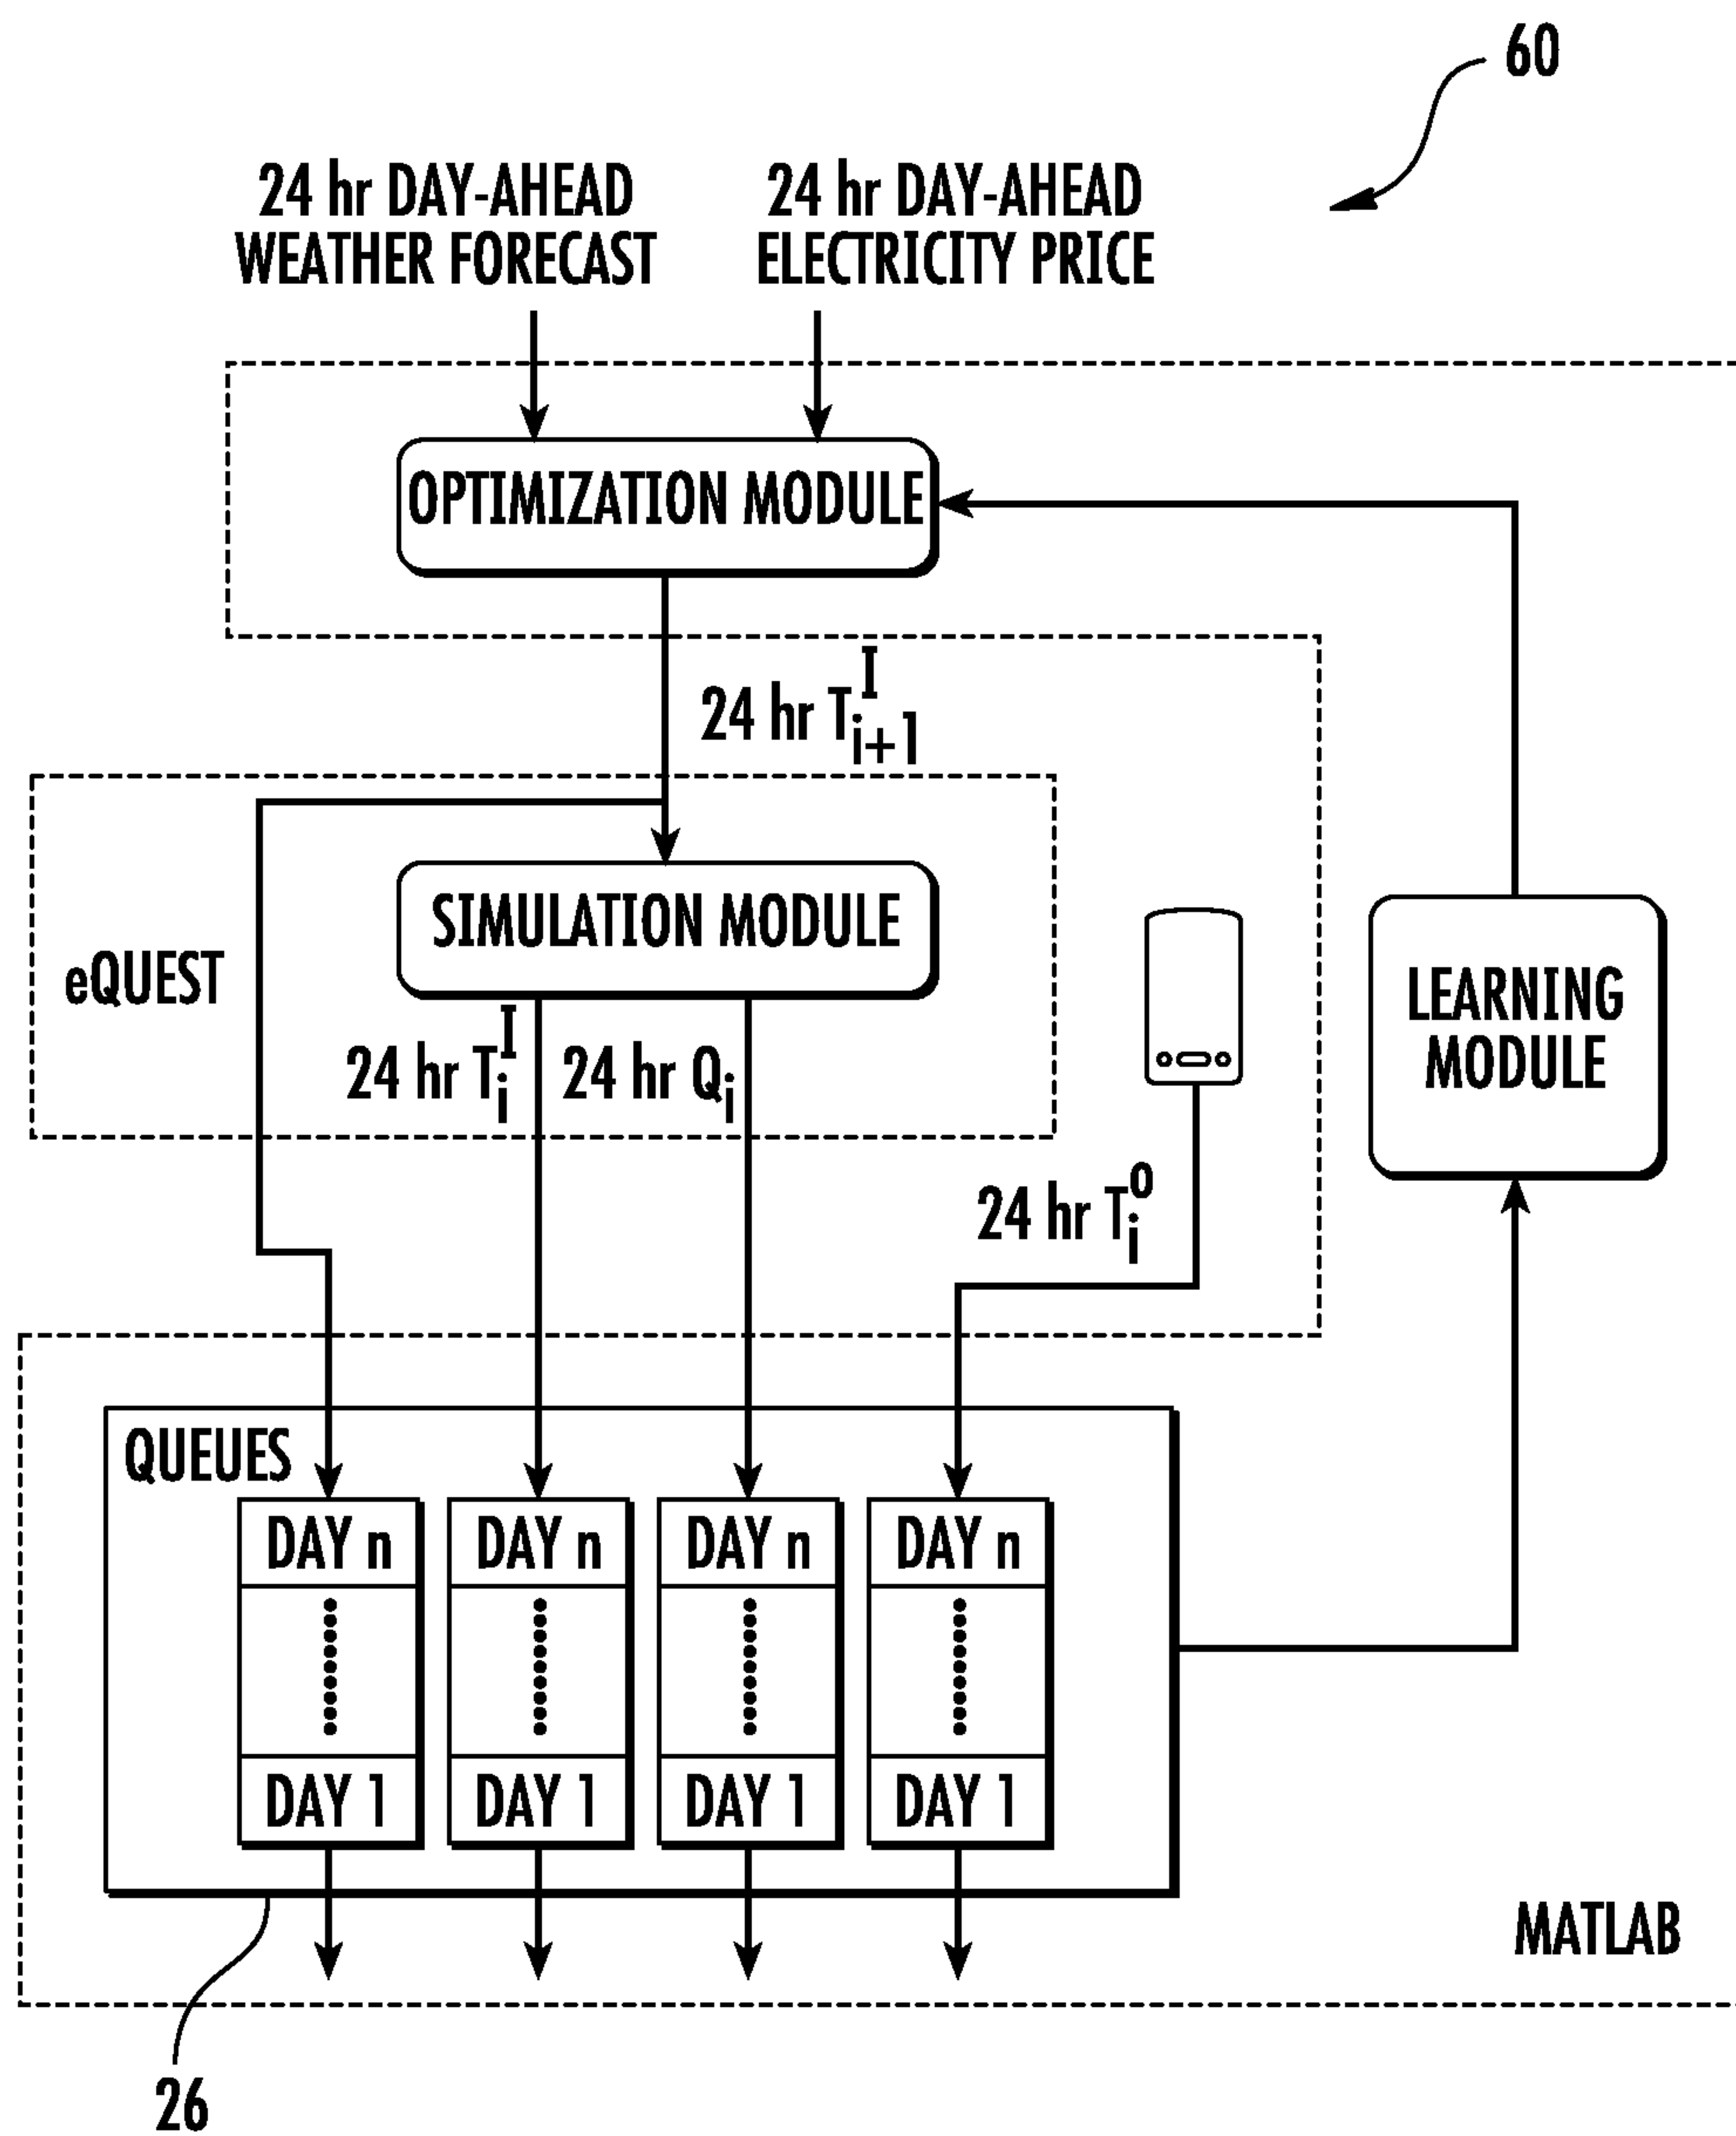 60
24 hr DAY-AHEAD
WEATHER FORECAST
24 hr DAY-AHEAD
ELECTRICITY PRICE
OPTIMIZATION MODULE
24 hr T^I_{i+1}
SIMULATION MODULE
eQUEST
24 hr T^I_i
24 hr Q_i
LEARNING
MODULE
24 hr T^0_i
QUEUES
DAY n
DAY n
DAY n
DAY n
DAY 1
DAY 1
DAY 1
DAY 1
MATLAB
26